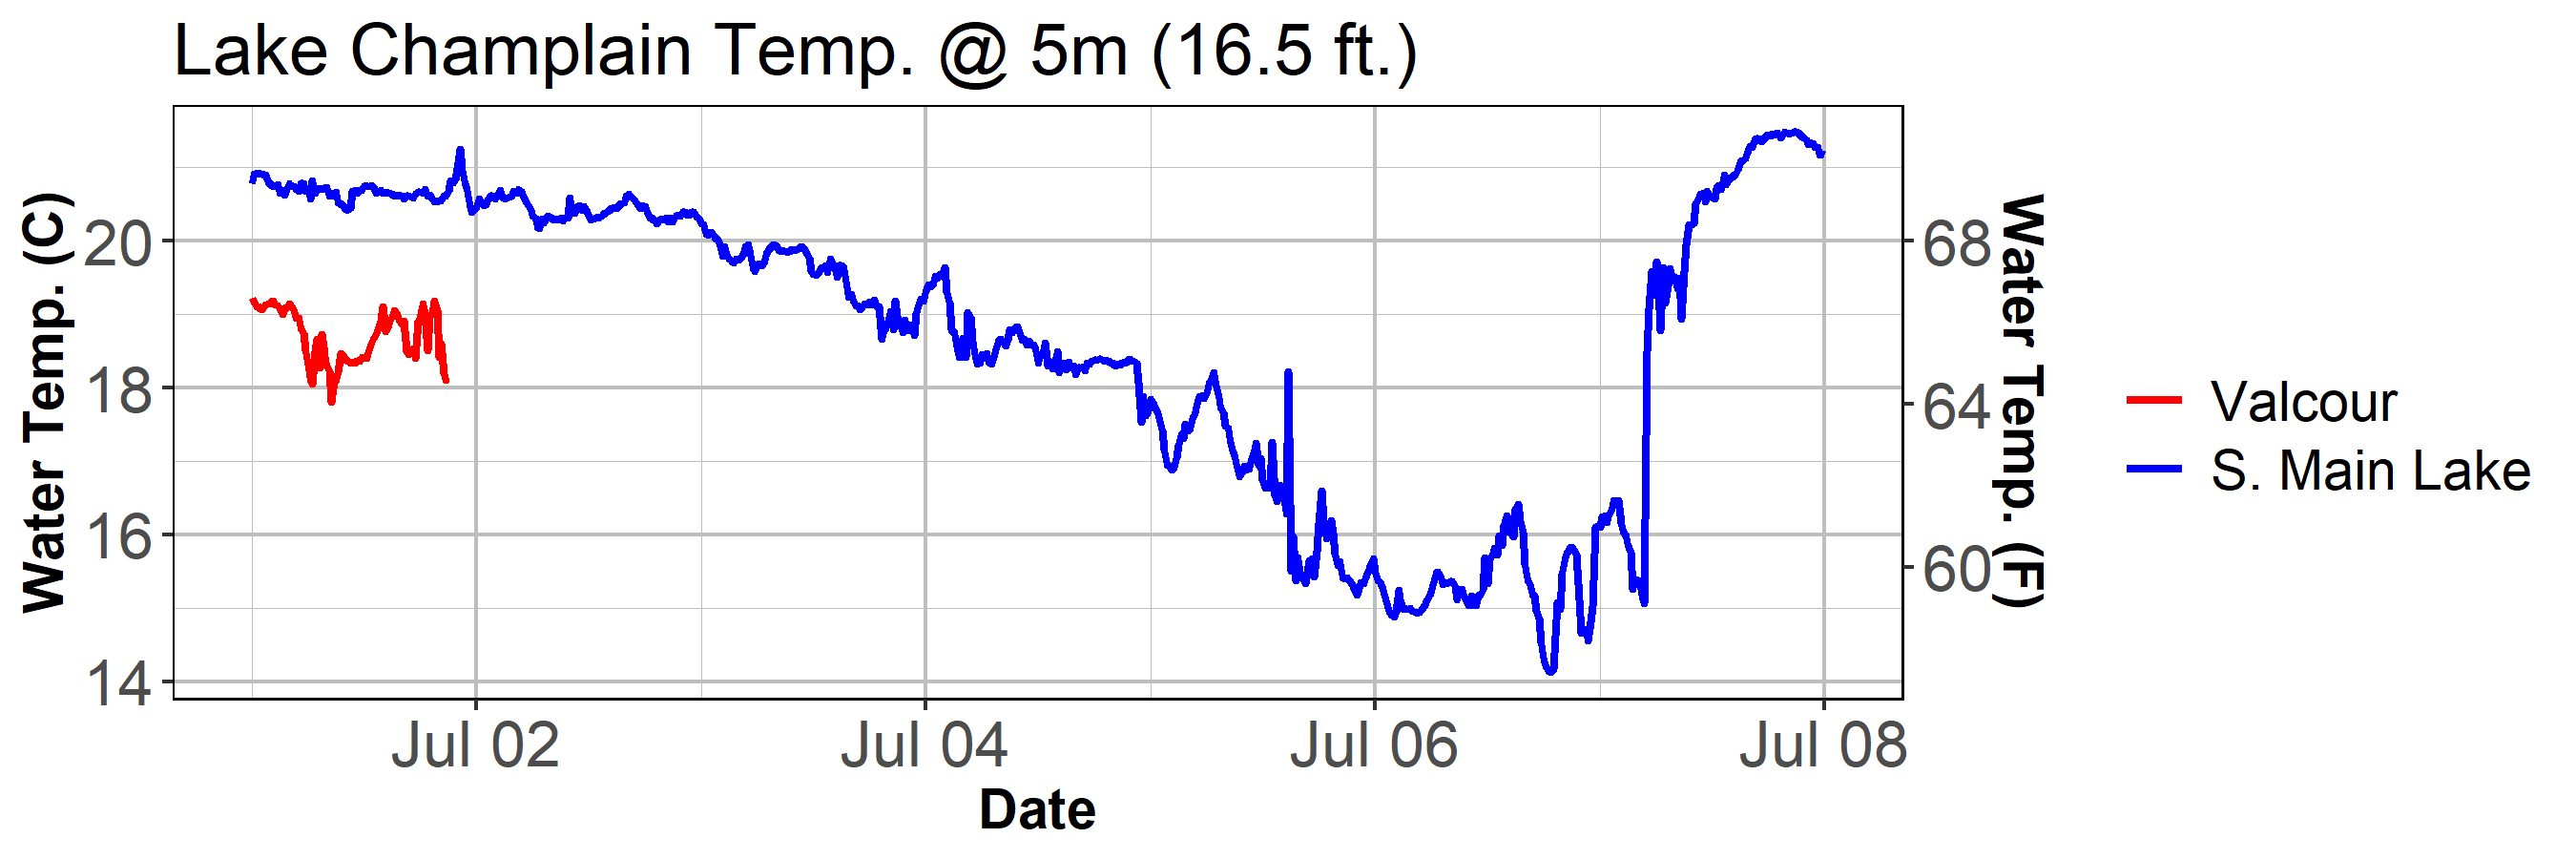 Lake Champlain Temp. @ 5m (16.5 ft.)
Water Temp. (C)
20
18
16
14
68
64
60
Water Temp. (F)
Jul 02
Jul 04
Jul 06
Jul 08
Date
Valcour
S. Main Lake